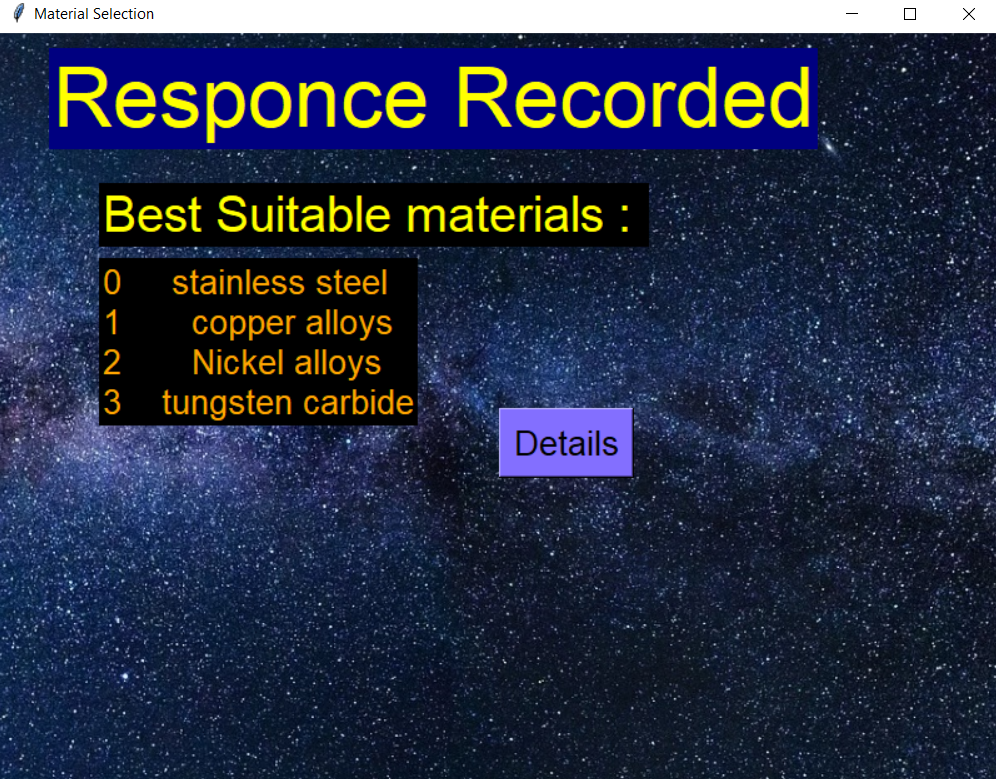 Material Selection
Responce Recorded
Best Suitable materials :
0 stainless steel
1 copper alloys
2 Nickel alloys
3 tungsten carbide
Details